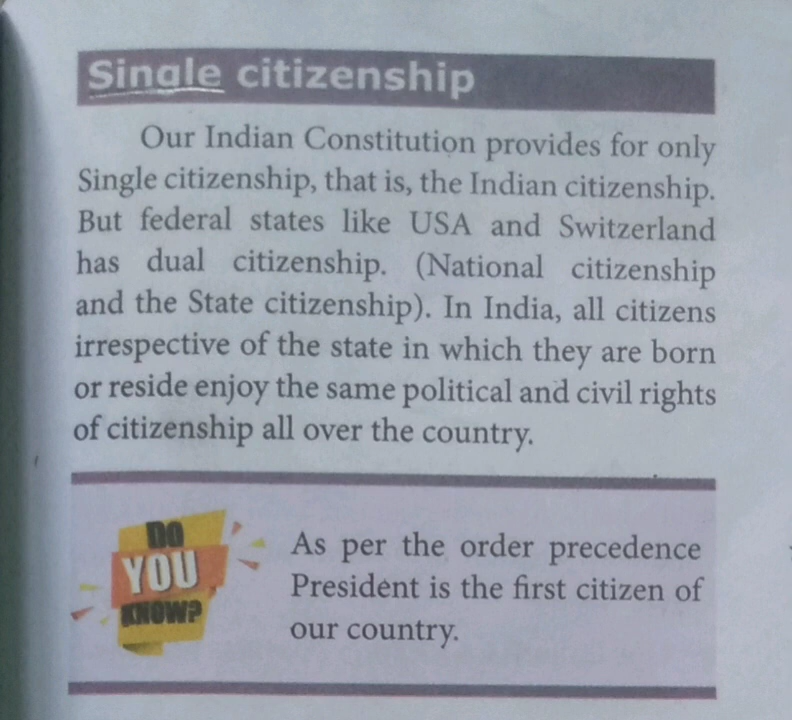 Single citizenship
Our Indian Constitution provides for only
Single citizenship, that is, the Indian citizenship.
But federal states like USA and Switzerland
has dual citizenship. (National citizenship
and the State citizenship). In India, all citizens
irrespective of the state in which they are born
or reside enjoy the same political and civil rights
of citizenship all over the country.
DO
YOU
KNOW?
As per the order precedence
President is the first citizen of
our country.